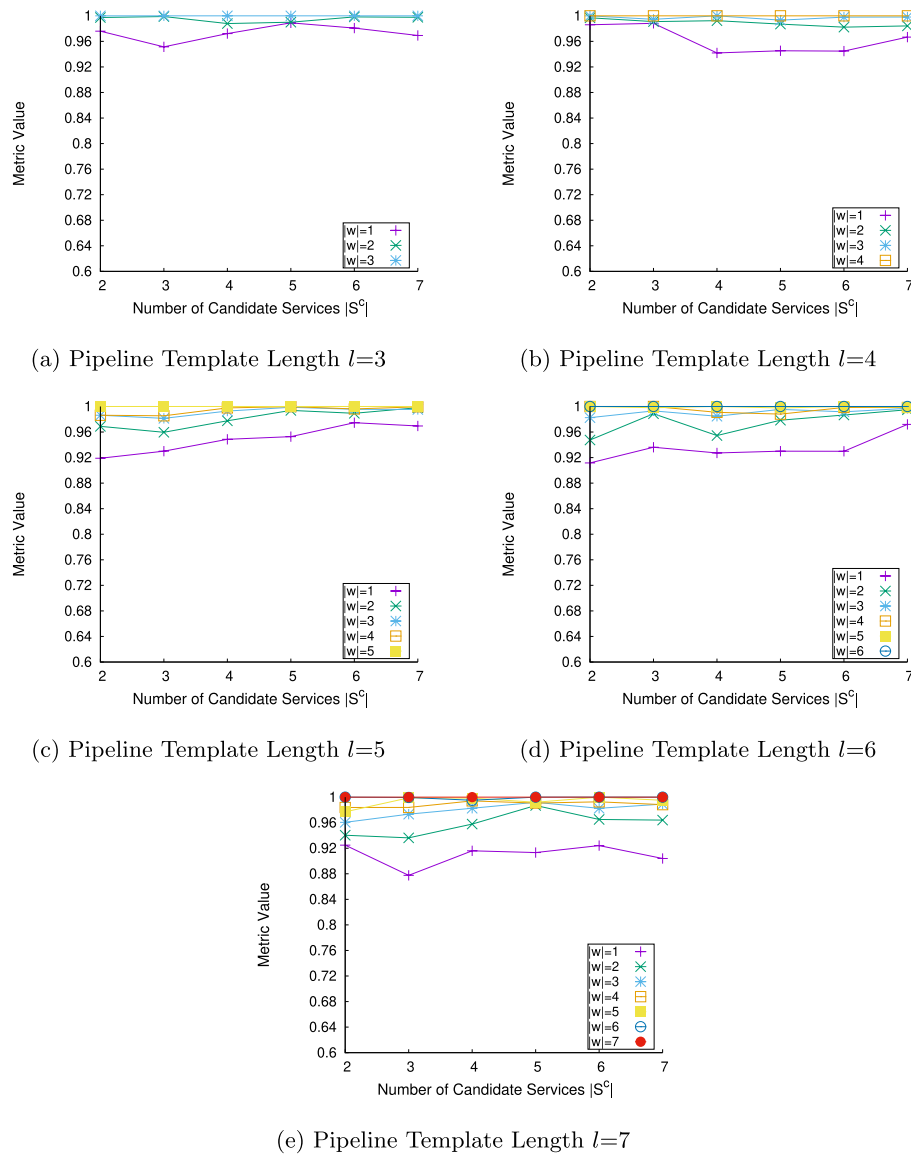 1
0.96
0.92
0.88
0.84
0.8
0.76
0.72
0.68
0.64
0.6
Metric Value
|w|=1
|w|=2
|w|=3
2 3 4 5 6 7
Number of Candidate Services |S^c|
(a) Pipeline Template Length l=3
1
0.96
0.92
0.88
0.84
0.8
0.76
0.72
0.68
0.64
0.6
Metric Value
|w|=1
|w|=2
|w|=3
|w|=4
2 3 4 5 6 7
Number of Candidate Services |S^c|
(b) Pipeline Template Length l=4
1
0.96
0.92
0.88
0.84
0.8
0.76
0.72
0.68
0.64
0.6
Metric Value
|w|=1
|w|=2
|w|=3
|w|=4
|w|=5
2 3 4 5 6 7
Number of Candidate Services |S^c|
(c) Pipeline Template Length l=5
1
0.96
0.92
0.88
0.84
0.8
0.76
0.72
0.68
0.64
0.6
Metric Value
|w|=1
|w|=2
|w|=3
|w|=4
|w|=5
|w|=6
2 3 4 5 6 7
Number of Candidate Services |S^c|
(d) Pipeline Template Length l=6
1
0.96
0.92
0.88
0.84
0.8
0.76
0.72
0.68
0.64
0.6
Metric Value
|w|=1
|w|=2
|w|=3
|w|=4
|w|=5
|w|=6
|w|=7
2 3 4 5 6 7
Number of Candidate Services |S^c|
(e) Pipeline Template Length l=7